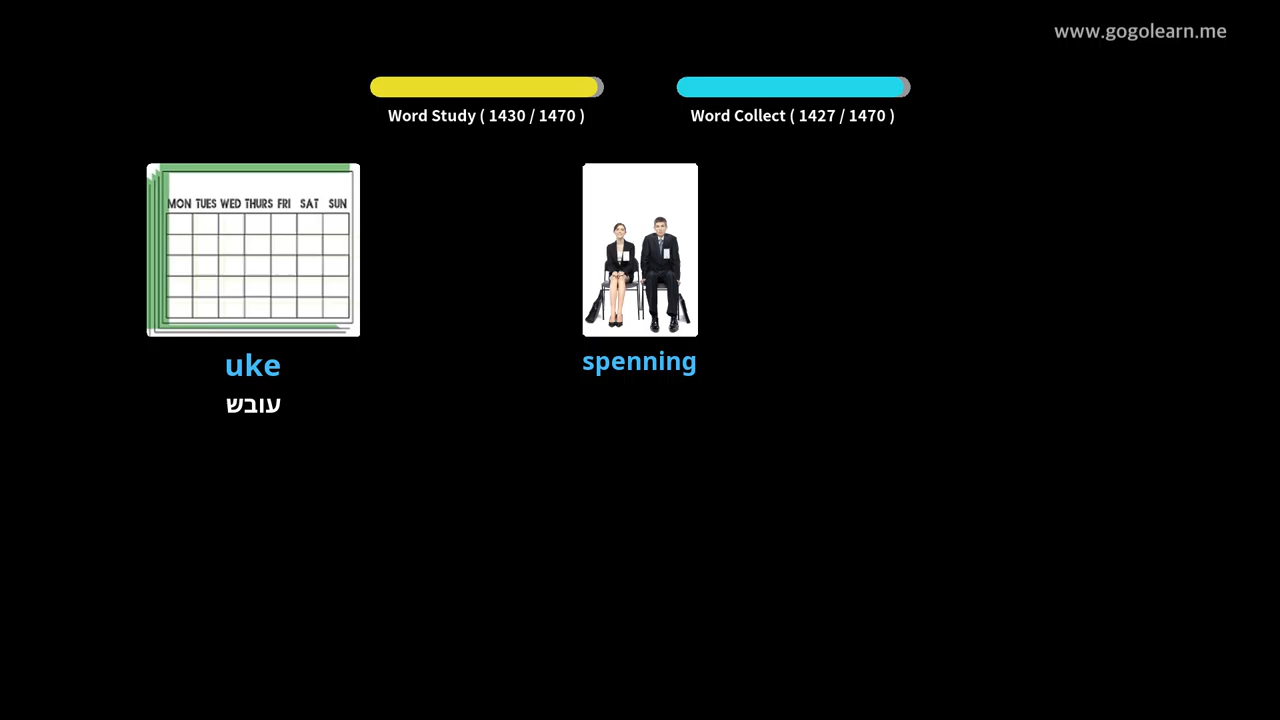 www.gogolearn.me
Word Study ( 1430 / 1470 )
Word Collect ( 1427 / 1470 )
MON TUES WED THURS FRI SAT SUN
uke
עובש
spenning